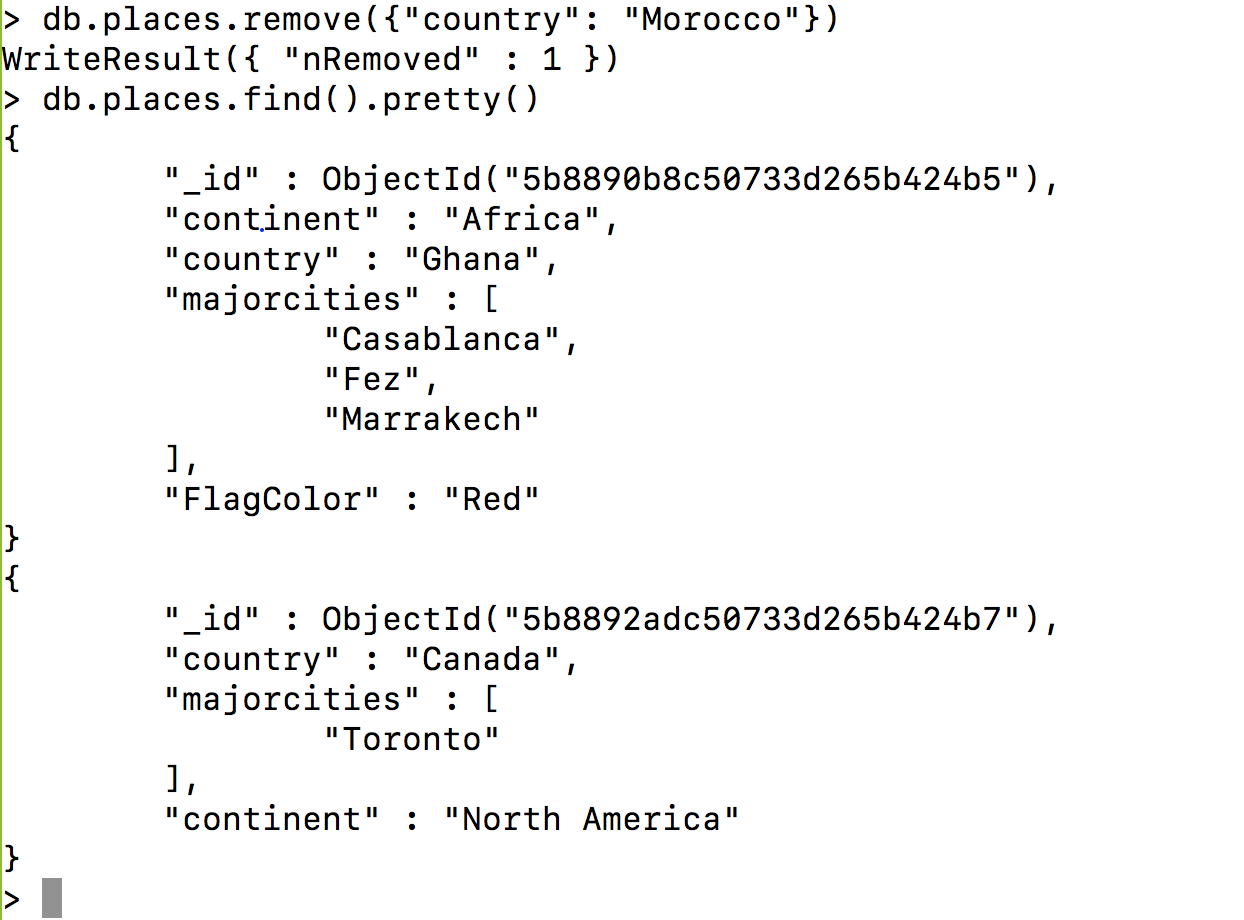 > db.places.remove({"country": "Morocco"})
WriteResult({ "nRemoved" : 1 })
> db.places.find().pretty()
{
        "_id" : ObjectId("5b8890b8c50733d265b424b5"),
        "continent" : "Africa",
        "country" : "Ghana",
        "majorcities" : [
                "Casablanca",
                "Fez",
                "Marrakech"
        ],
        "FlagColor" : "Red"
}
{
        "_id" : ObjectId("5b8892adc50733d265b424b7"),
        "country" : "Canada",
        "majorcities" : [
                "Toronto"
        ],
        "continent" : "North America"
}
>